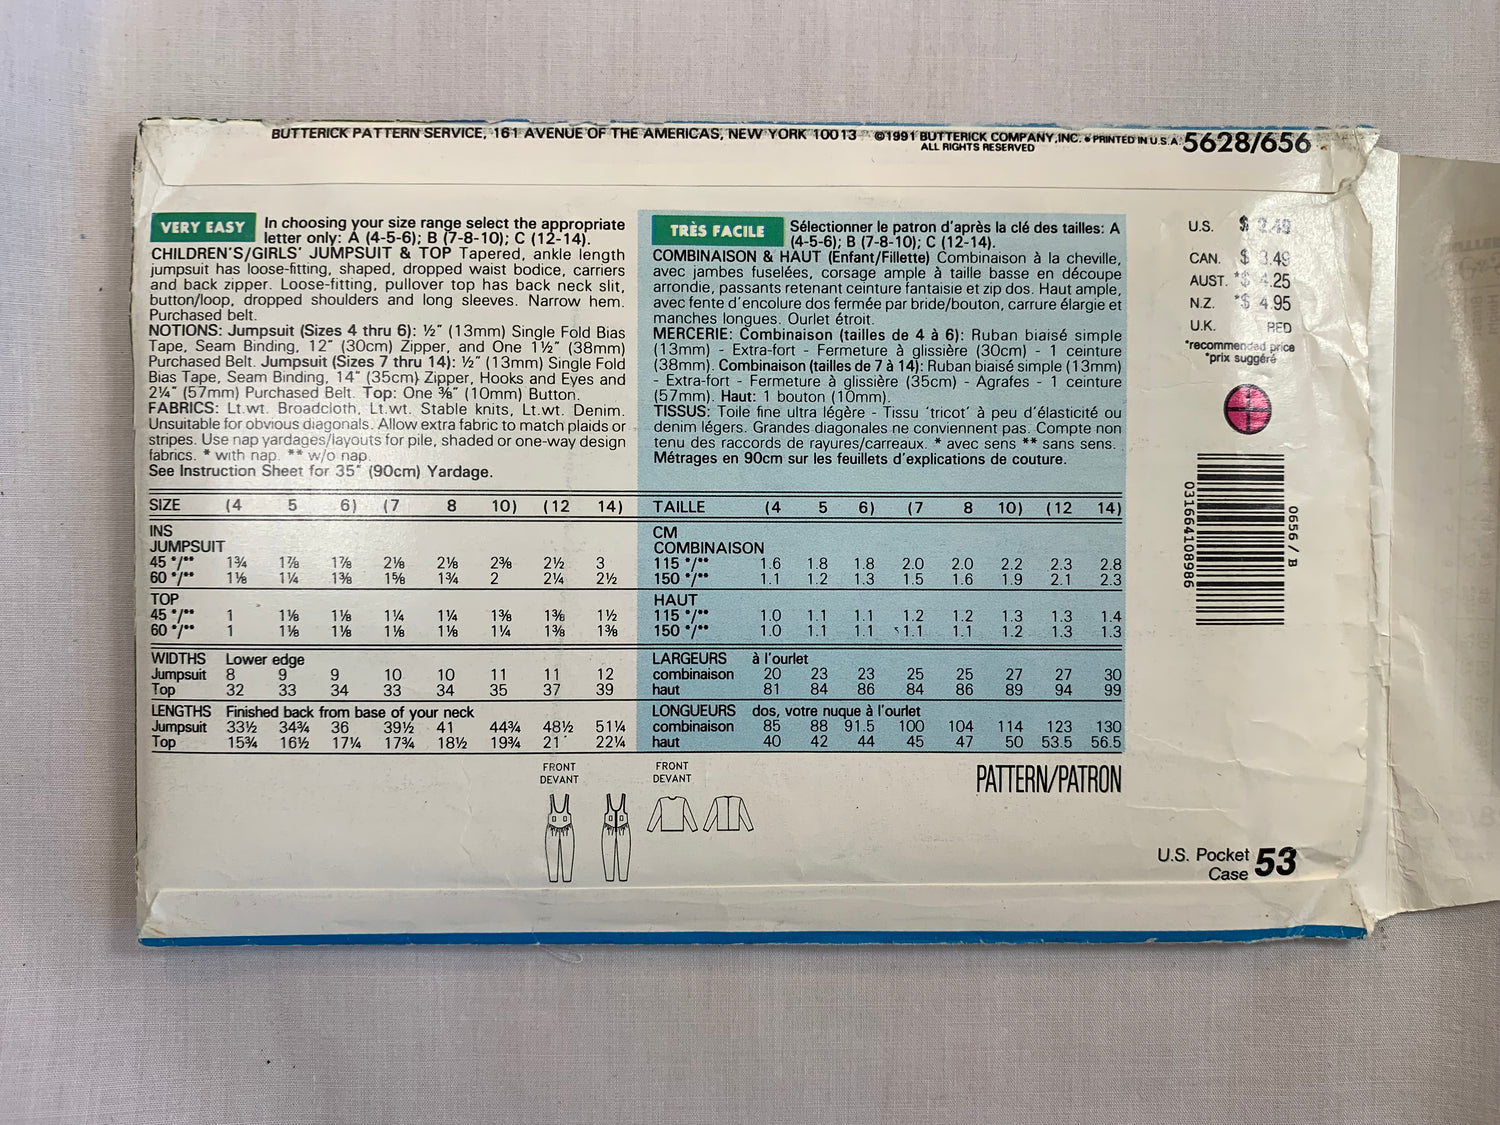 BUTTERICK PATTERN SERVICE, 161 AVENUE OF THE AMERICAS, NEW YORK 10013 ©1991 BUTTERICK COMPANY, INC. • PRINTED IN U.S.A.
ALL RIGHTS RESERVED
5628/656
VERY EASY
In choosing your size range select the appropriate
letter only: A (4-5-6); B (7-8-10); C (12-14).
CHILDREN'S/GIRLS' JUMPSUIT & TOP Tapered, ankle length
jumpsuit has loose-fitting, shaped, dropped waist bodice, carriers
and back zipper. Loose-fitting, pullover top has back neck slit,
button/loop, dropped shoulders and long sleeves. Narrow hem.
Purchased belt.
NOTIONS: Jumpsuit (Sizes 4 thru 6): ½" (13mm) Single Fold Bias
Tape, Seam Binding, 12" (30cm) Zipper, and One 1½" (38mm)
Purchased Belt. Jumpsuit (Sizes 7 thru 14): ½" (13mm) Single Fold
Bias Tape, Seam Binding, 14" (35cm) Zipper, Hooks and Eyes and
2¼" (57mm) Purchased Belt. Top: One ⅜" (10mm) Button.
FABRICS: Lt.wt. Broadcloth, Lt.wt. Stable knits, Lt.wt. Denim.
Unsuitable for obvious diagonals. Allow extra fabric to match plaids or
stripes. Use nap yardages/layouts for pile, shaded or one-way design
fabrics. * with nap. ** w/o nap.
See Instruction Sheet for 35" (90cm) Yardage.
SIZE (4 5 6) (7 8 10) (12 14)
INS
JUMPSUIT
45 */** 1¾ 1⅞ 1⅞ 2⅛ 2⅛ 2⅜ 2½ 3
60 */** 1⅛ 1¼ 1⅜ 1⅝ 1¾ 2 2¼ 2½
TOP
45 */** 1 1⅛ 1⅛ 1¼ 1¼ 1⅜ 1⅜ 1½
60 */** 1 1⅛ 1⅛ 1⅛ 1⅛ 1¼ 1⅜ 1⅜
WIDTHS Lower edge
Jumpsuit 8 9 9 10 10 11 11 12
Top 32 33 34 33 34 35 37 39
LENGTHS Finished back from base of your neck
Jumpsuit 33½ 34¾ 36 39½ 41 44¾ 48½ 51¼
Top 15¾ 16½ 17¼ 17¾ 18½ 19¾ 21 22¼
TRÈS FACILE
Sélectionner le patron d'après la clé des tailles: A
(4-5-6); B (7-8-10); C (12-14).
COMBINAISON & HAUT (Enfant/Fillette) Combinaison à la cheville,
avec jambes fuselées, corsage ample à taille basse en découpe
arrondie, passants retenant ceinture fantaisie et zip dos. Haut ample,
avec fente d'encolure dos fermée par bride/bouton, carrure élargie et
manches longues. Ourlet étroit.
MERCERIE: Combinaison (tailles de 4 à 6): Ruban biaisé simple
(13mm) - Extra-fort - Fermeture à glissière (30cm) - 1 ceinture
(38mm). Combinaison (tailles de 7 à 14): Ruban biaisé simple (13mm)
- Extra-fort - Fermeture à glissière (35cm) - Agrafes - 1 ceinture
(57mm). Haut: 1 bouton (10mm).
TISSUS: Toile fine ultra légère - Tissu 'tricot' à peu d'élasticité ou
denim légers. Grandes diagonales ne conviennent pas. Compte non
tenu des raccords de rayures/carreaux. * avec sens ** sans sens.
Métrages en 90cm sur les feuillets d'explications de couture.
TAILLE (4 5 6) (7 8 10) (12 14)
CM
COMBINAISON
115 */** 1.6 1.8 1.8 2.0 2.0 2.2 2.3 2.8
150 */** 1.1 1.2 1.3 1.5 1.6 1.9 2.1 2.3
HAUT
115 */** 1.0 1.1 1.1 1.2 1.2 1.3 1.3 1.4
150 */** 1.0 1.1 1.1 1.1 1.1 1.2 1.3 1.3
LARGEURS à l'ourlet
combinaison 20 23 23 25 25 27 27 30
haut 81 84 86 84 86 89 94 99
LONGUEURS dos, votre nuque à l'ourlet
combinaison 85 88 91.5 100 104 114 123 130
haut 40 42 44 45 47 50 53.5 56.5
FRONT
DEVANT
FRONT
DEVANT
PATTERN/PATRON
U.S. $ 2.49
CAN. $ 3.49
AUST. *$ 4.25
N.Z. *$ 4.95
U.K. RED
*recommended price
*prix suggéré
031664108986
0656 / B
U.S. Pocket
Case 53